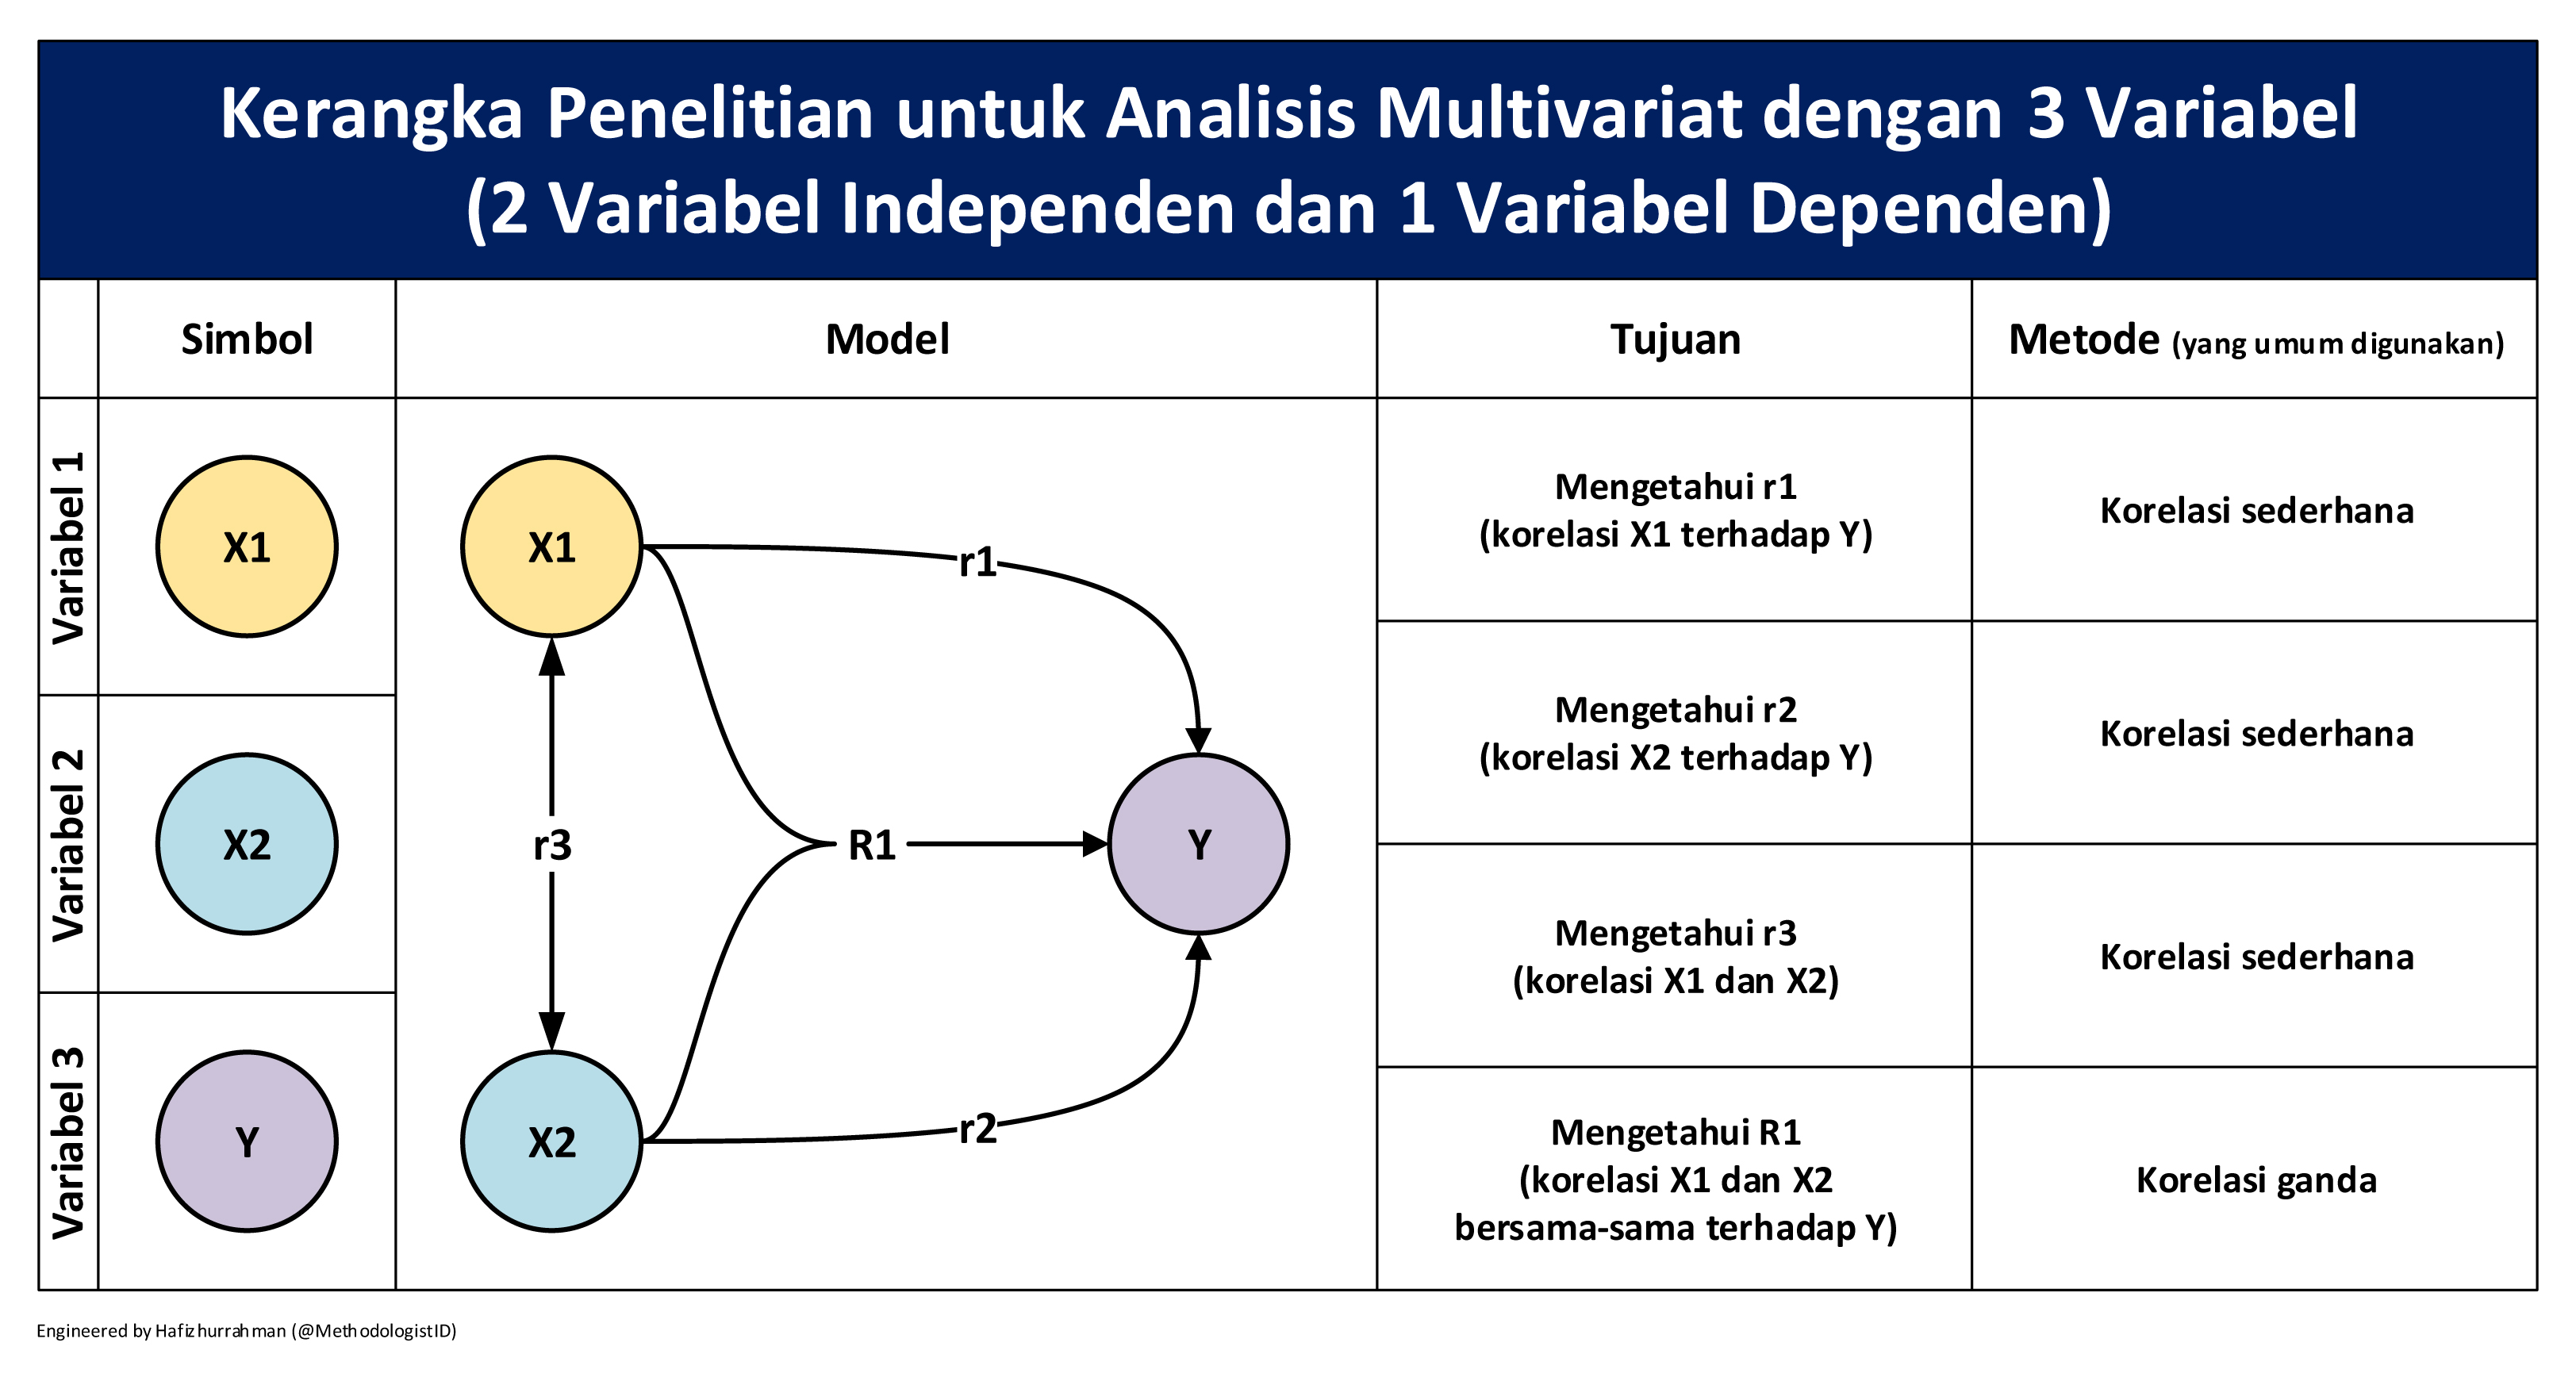 Kerangka Penelitian untuk Analisis Multivariat dengan 3 Variabel
(2 Variabel Independen dan 1 Variabel Dependen)
Simbol
Model
Tujuan
Metode (yang umum digunakan)
Variabel 1
X1
Variabel 2
X2
Variabel 3
Y
X1
r1
r3
R1
Y
X2
r2
Mengetahui r1
(korelasi X1 terhadap Y)
Korelasi sederhana
Mengetahui r2
(korelasi X2 terhadap Y)
Korelasi sederhana
Mengetahui r3
(korelasi X1 dan X2)
Korelasi sederhana
Mengetahui R1
(korelasi X1 dan X2
bersama-sama terhadap Y)
Korelasi ganda
Engineered by Hafizhurrahman (@MethodologistID)